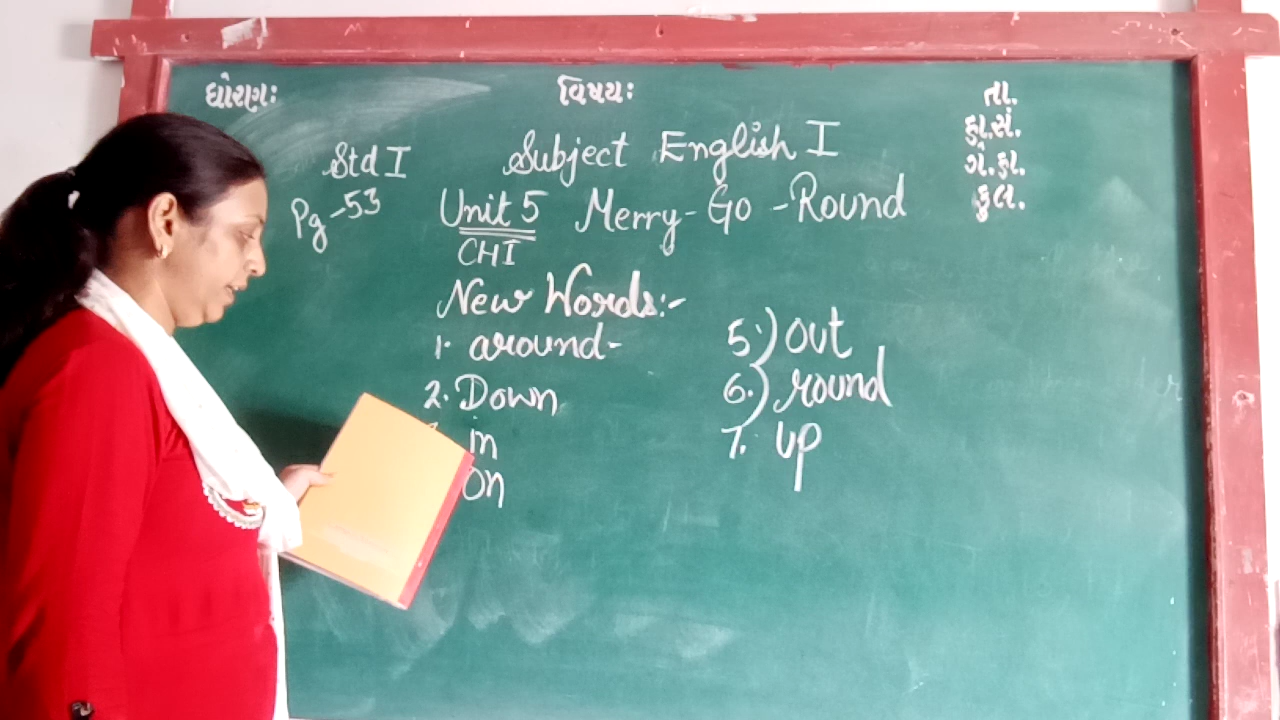 ધોરણઃ વિષયઃ તા.
ફા.સં.
ગે.હા.
કુલ.
Std I Subject English I
Pg-53 Unit 5 Merry-Go-Round
CHI
New Words:-
1. around-
2. Down
in
On
5.) out
6.) round
7. up